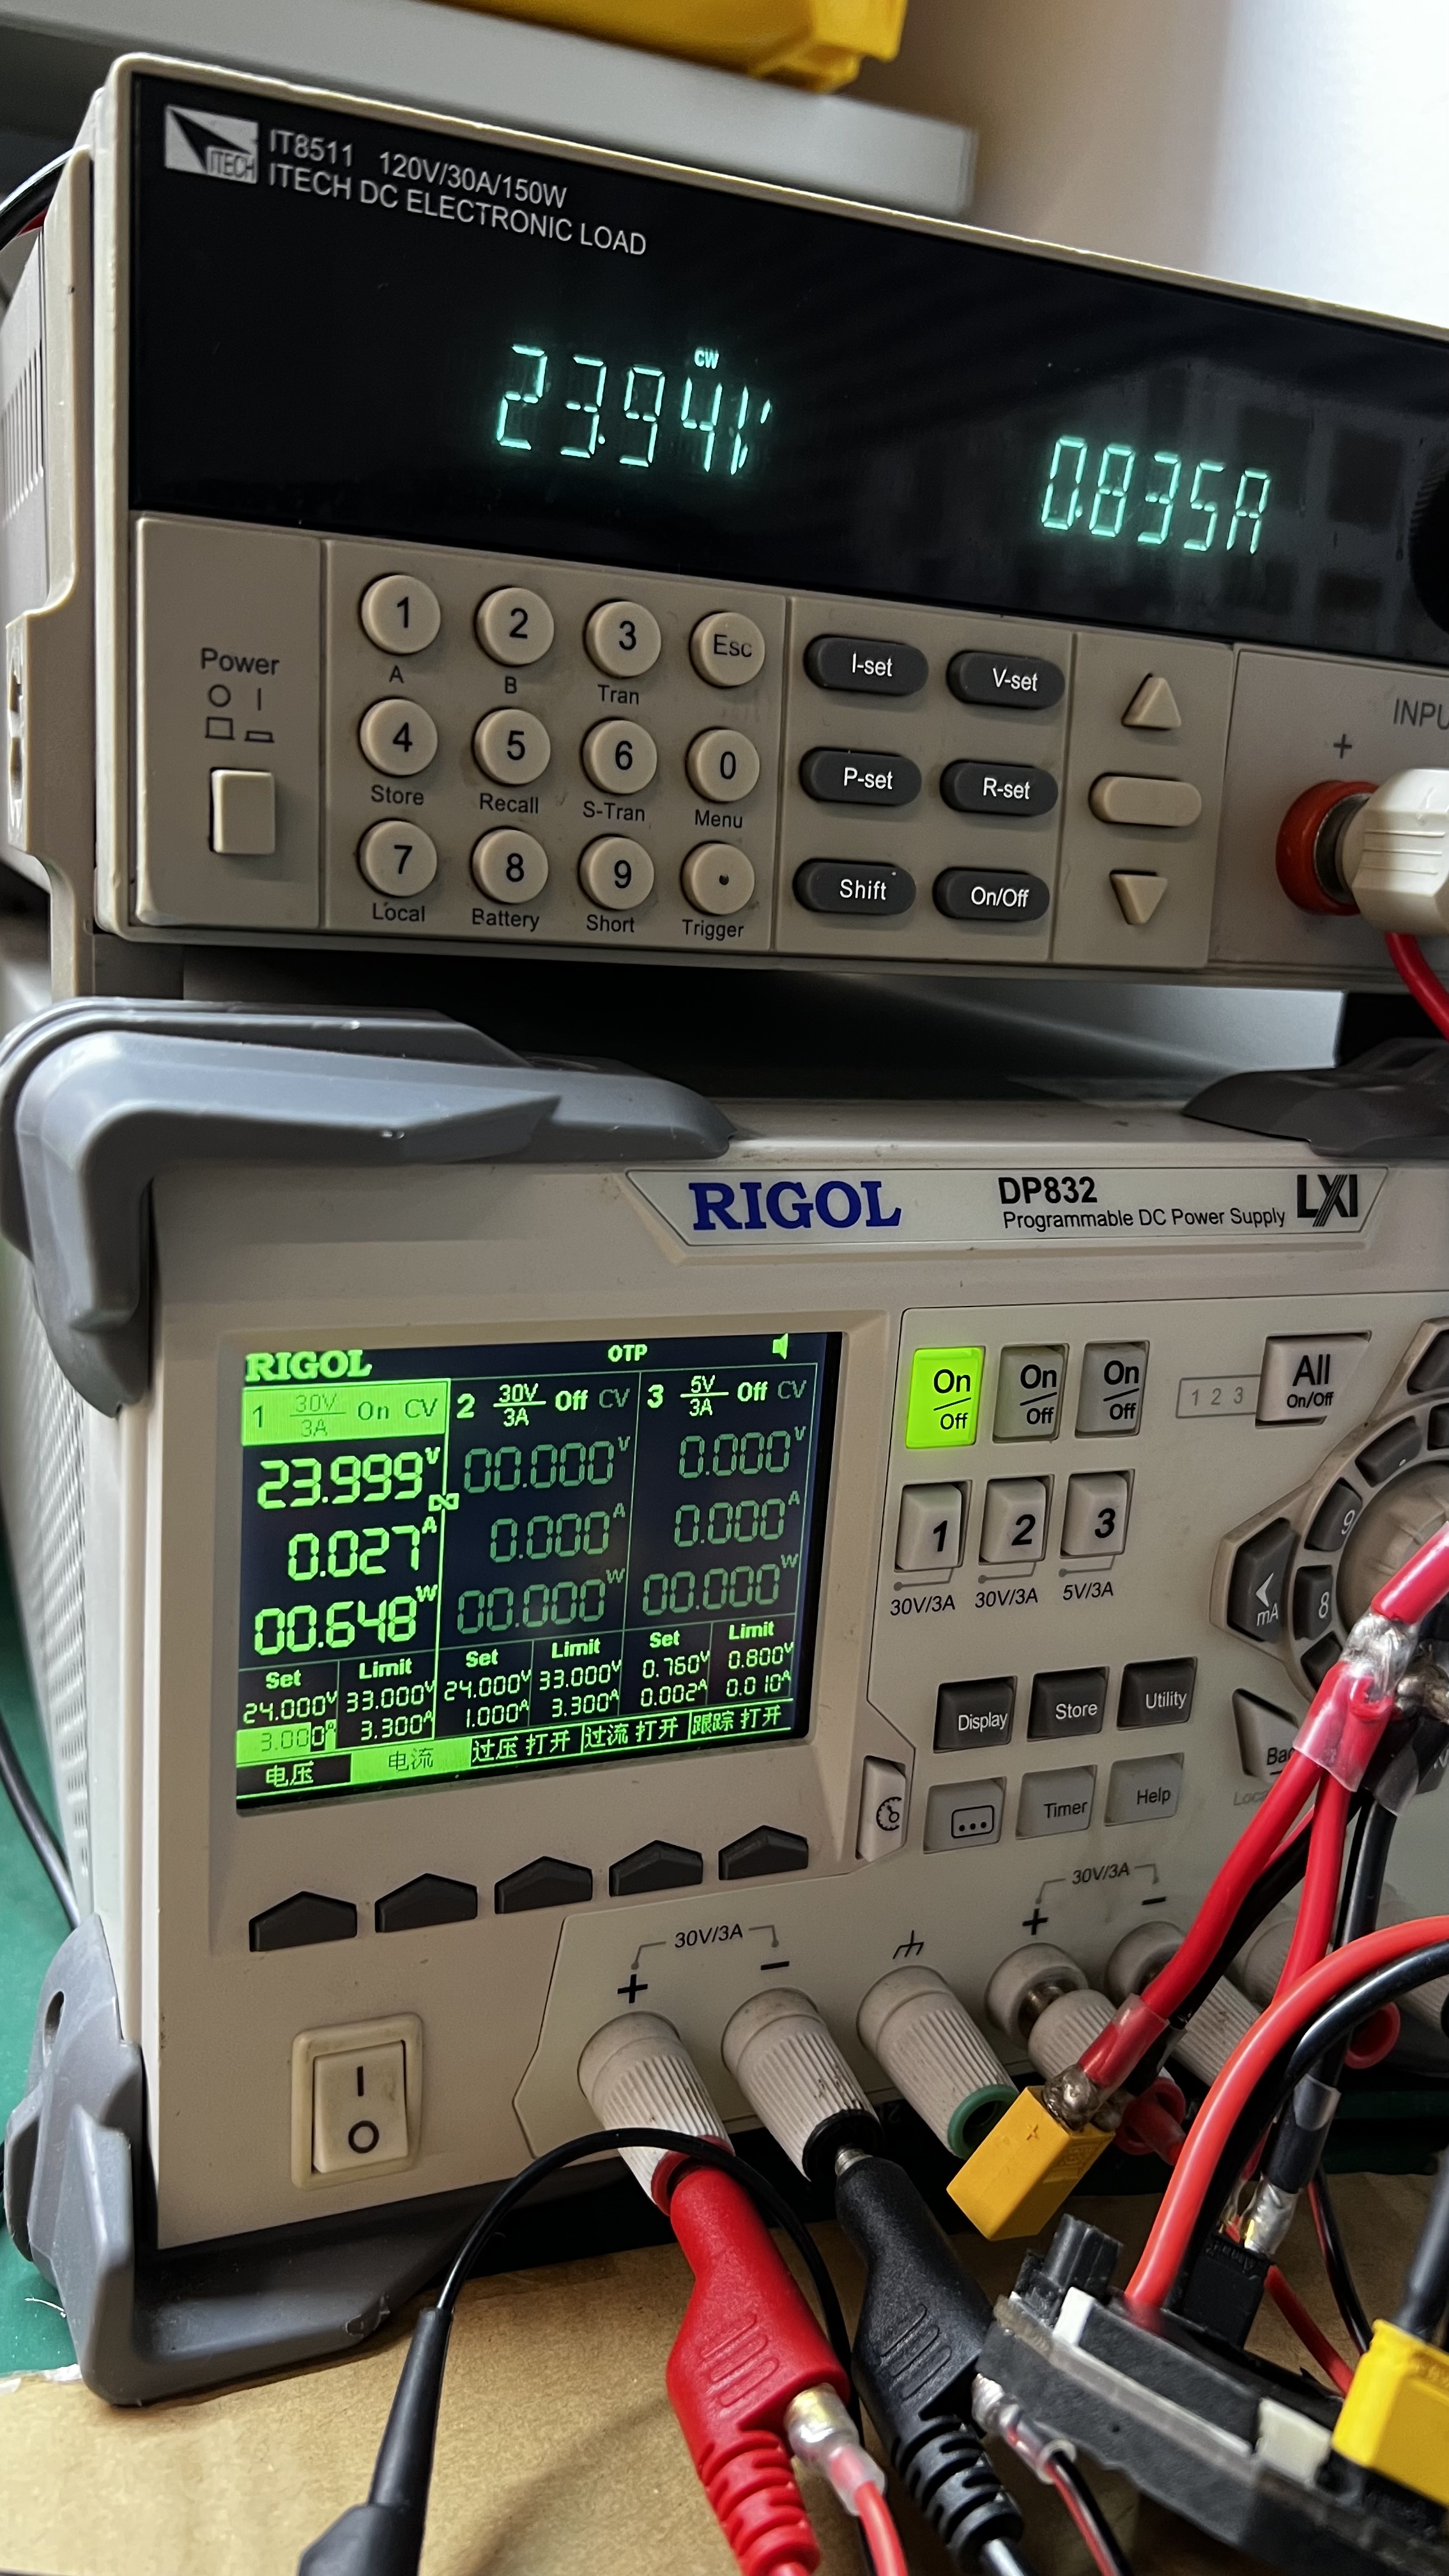 ITECH
IT8511 120V/30A/150W
ITECH DC ELECTRONIC LOAD
CW
23.94V
0.835A
Power
1 2 3 Esc
A B Tran
4 5 6 0
Store Recall S-Tran Menu
7 8 9 .
Local Battery Short Trigger
I-set V-set
P-set R-set
Shift On/Off
+
RIGOL
DP832
Programmable DC Power Supply
LXI
RIGOL OTP
1 30V/3A On CV
23.999V
0.027A
00.648W
Set Limit
24.000V 33.000V
3.000A 3.300A
2 30V/3A Off CV
00.000V
0.000A
00.000W
Set Limit
24.000V 33.000V
1.000A 3.300A
3 5V/3A Off CV
0.000V
0.000A
00.000W
Set Limit
0.760V 0.800V
0.002A 0.010A
电压 电流 过压 打开 过流 打开 跟踪 打开
On/Off On/Off On/Off
1 2 3
All
On/Off
1 2 3
30V/3A 30V/3A 5V/3A
9
8
mA
Display Store Utility
Timer Help
30V/3A
+ −
30V/3A
+ −
I
O